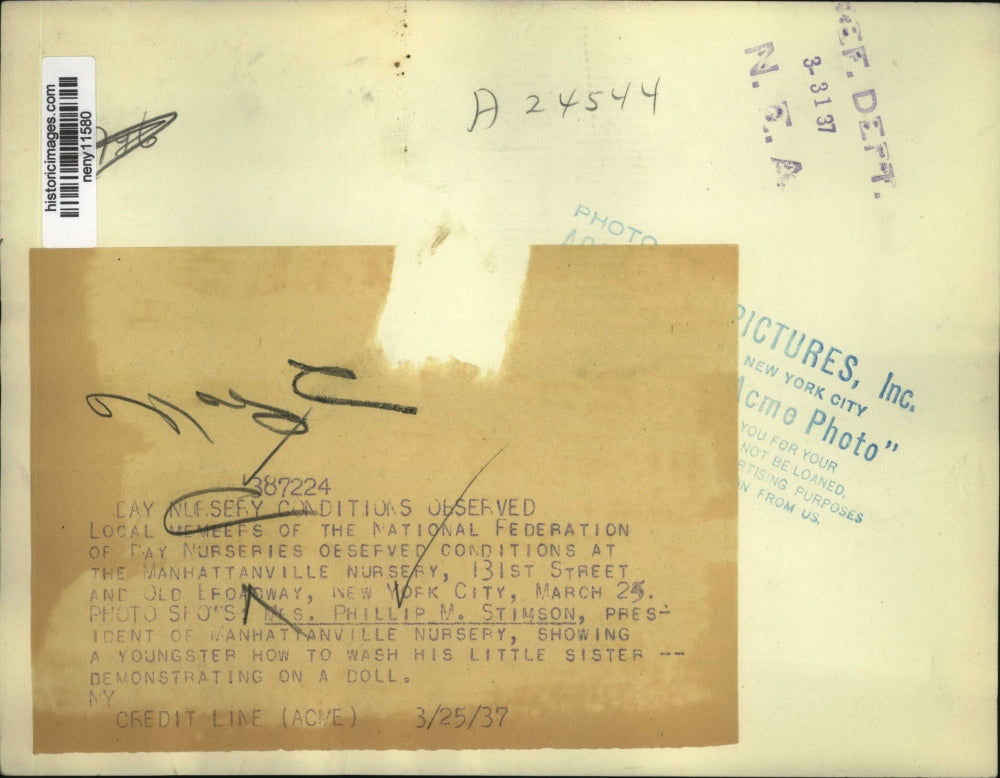 historicimages.com
neny11580
A 24544
REF. DEPT.
3-31 37
N. E. A
PHOTO
PICTURES, Inc.
NEW YORK CITY
Acme Photo"
YOU FOR YOUR
NOT BE LOANED,
RTISING PURPOSES
N FROM US.
387224
DAY NURSERY CONDITIONS OBSERVED
LOCAL MEMBERS OF THE NATIONAL FEDERATION
OF DAY NURSERIES OBSERVED CONDITIONS AT
THE MANHATTANVILLE NURSERY, 131ST STREET
AND OLD BROADWAY, NEW YORK CITY, MARCH 25.
PHOTO SHOWS: MRS. PHILLIP M. STIMSON, PRES-
IDENT OF MANHATTANVILLE NURSERY, SHOWING
A YOUNGSTER HOW TO WASH HIS LITTLE SISTER --
DEMONSTRATING ON A DOLL.
NY
CREDIT LINE (ACME) 3/25/37